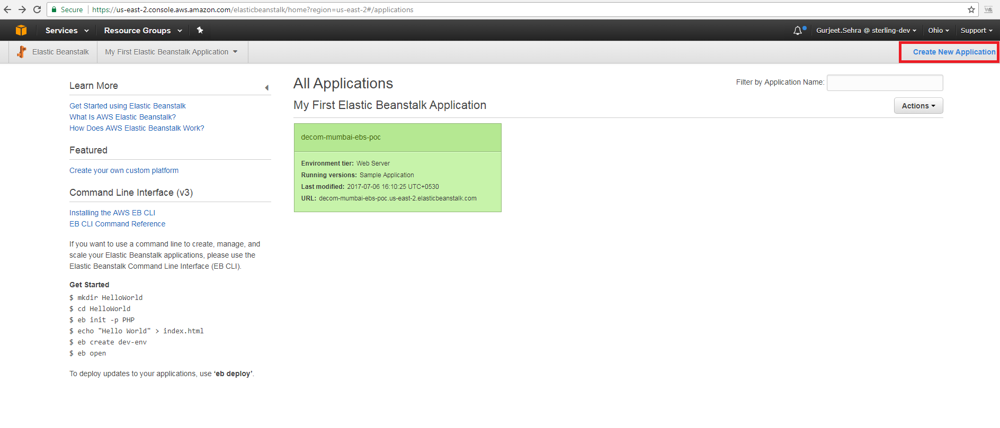 Secure https://us-east-2.console.aws.amazon.com/elasticbeanstalk/home?region=us-east-2#/applications
Services Resource Groups Gurjeet.Sehra @ sterling-dev Ohio Support
Elastic Beanstalk My First Elastic Beanstalk Application Create New Application
Learn More
Get Started using Elastic Beanstalk
What Is AWS Elastic Beanstalk?
How Does AWS Elastic Beanstalk Work?
Featured
Create your own custom platform
Command Line Interface (v3)
Installing the AWS EB CLI
EB CLI Command Reference
If you want to use a command line to create, manage, and
scale your Elastic Beanstalk applications, please use the
Elastic Beanstalk Command Line Interface (EB CLI).
Get Started
$ mkdir HelloWorld
$ cd HelloWorld
$ eb init -p PHP
$ echo "Hello World" > index.html
$ eb create dev-env
$ eb open
To deploy updates to your applications, use ‘eb deploy’.
All Applications
Filter by Application Name:
My First Elastic Beanstalk Application
Actions
decom-mumbai-ebs-poc
Environment tier: Web Server
Running versions: Sample Application
Last modified: 2017-07-06 16:10:25 UTC+0530
URL: decom-mumbai-ebs-poc.us-east-2.elasticbeanstalk.com